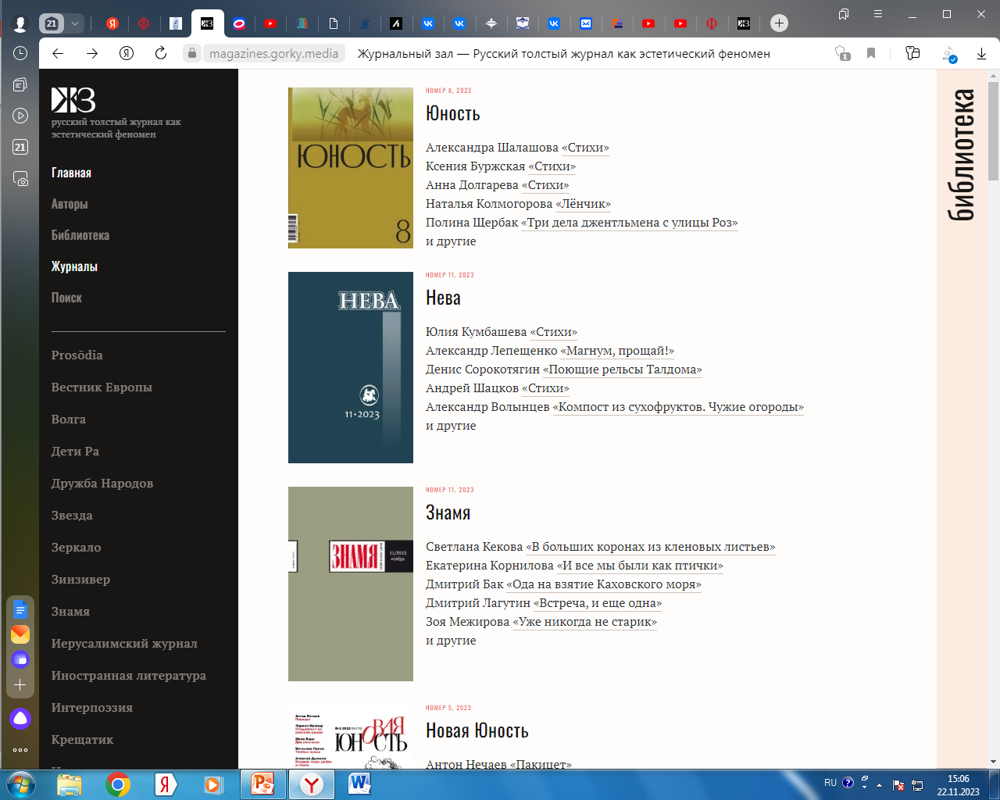 21
magazines.gorky.media
Журнальный зал — Русский толстый журнал как эстетический феномен
1
21
ЖЗ
русский толстый журнал как
эстетический феномен
Главная
Авторы
Библиотека
Журналы
Поиск
Prosōdia
Вестник Европы
Волга
Дети Ра
Дружба Народов
Звезда
Зеркало
Зинзивер
Знамя
Иерусалимский журнал
Иностранная литература
Интерпоэзия
Крещатик
ЮНОСТЬ
8
НОМЕР 8, 2023
Юность
Александра Шалашова «Стихи»
Ксения Буржская «Стихи»
Анна Долгарева «Стихи»
Наталья Колмогорова «Лёнчик»
Полина Щербак «Три дела джентльмена с улицы Роз»
и другие
НЕВА
11•2023
НОМЕР 11, 2023
Нева
Юлия Кумбашева «Стихи»
Александр Лепещенко «Магнум, прощай!»
Денис Сорокотягин «Поющие рельсы Талдома»
Андрей Шацков «Стихи»
Александр Волынцев «Компост из сухофруктов. Чужие огороды»
и другие
ЗНАМЯ
11/2023
ноябрь
НОМЕР 11, 2023
Знамя
Светлана Кекова «В больших коронах из кленовых листьев»
Екатерина Корнилова «И все мы были как птички»
Дмитрий Бак «Ода на взятие Каховского моря»
Дмитрий Лагутин «Встреча, и еще одна»
Зоя Межирова «Уже никогда не старик»
и другие
НОВАЯ
ЮНОСТЬ
НОМЕР 5, 2023
Новая Юность
Антон Нечаев «Пакицет»
библиотека
RU
15:06
22.11.2023